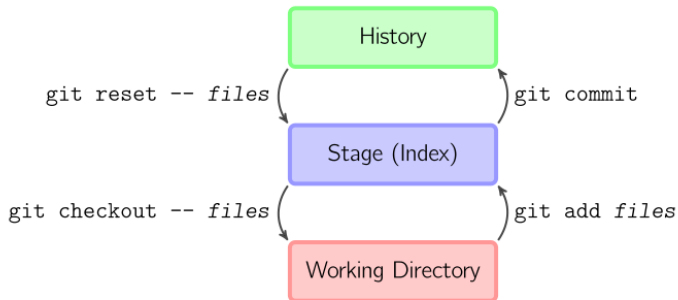 History
git reset -- files
git commit
Stage (Index)
git checkout -- files
git add files
Working Directory